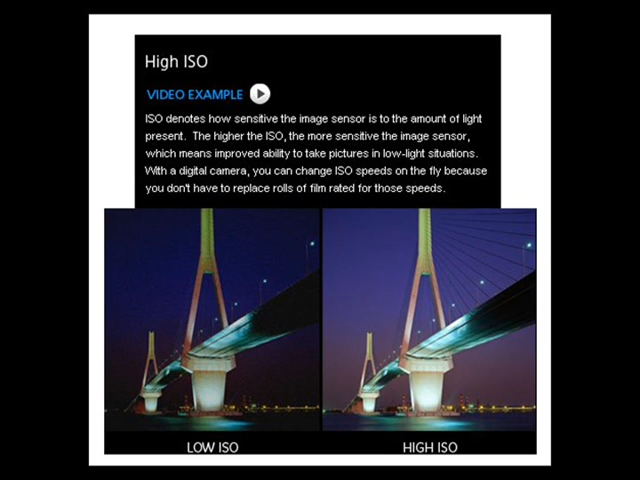 High ISO
VIDEO EXAMPLE
ISO denotes how sensitive the image sensor is to the amount of light
present. The higher the ISO, the more sensitive the image sensor,
which means improved ability to take pictures in low-light situations.
With a digital camera, you can change ISO speeds on the fly because
you don't have to replace rolls of film rated for those speeds.
LOW ISO
HIGH ISO